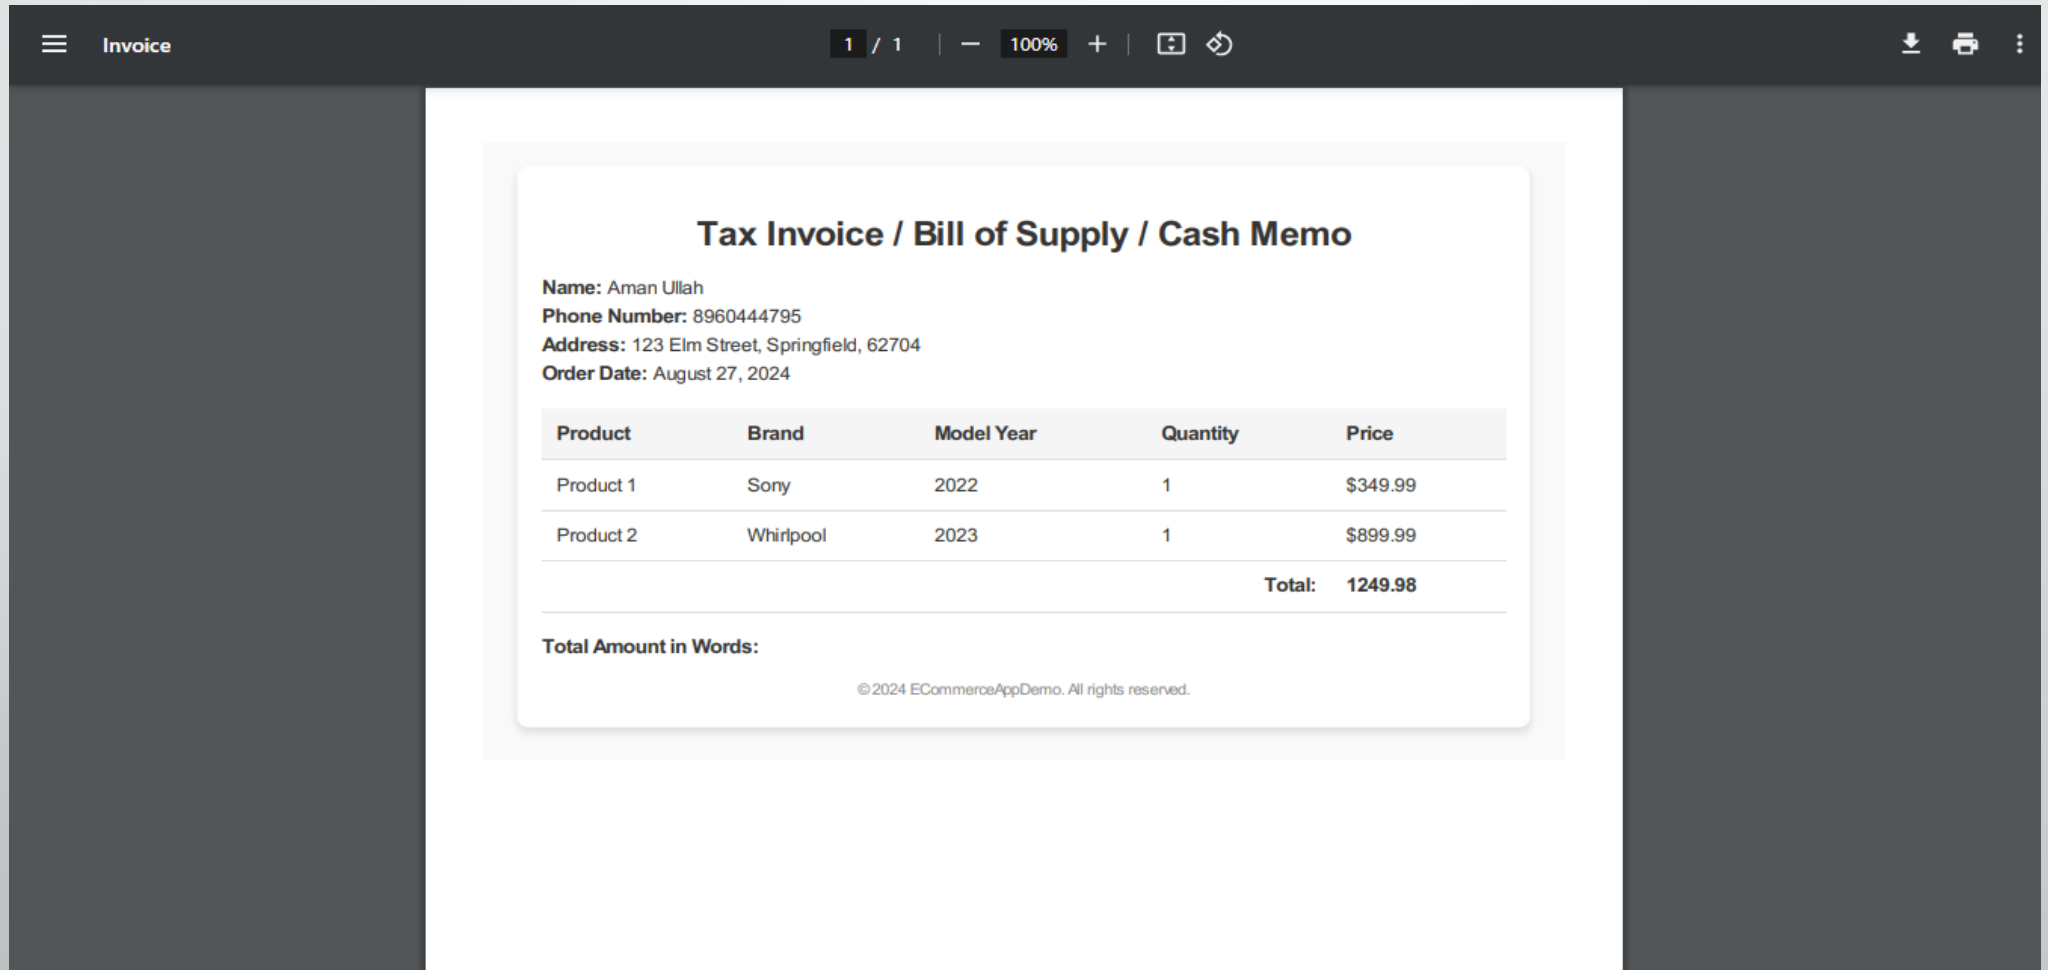 Invoice
1 / 1
100%
Tax Invoice / Bill of Supply / Cash Memo
Name: Aman Ullah
Phone Number: 8960444795
Address: 123 Elm Street, Springfield, 62704
Order Date: August 27, 2024
Product Brand Model Year Quantity Price
Product 1 Sony 2022 1 $349.99
Product 2 Whirlpool 2023 1 $899.99
Total: 1249.98
Total Amount in Words:
© 2024 ECommerceAppDemo. All rights reserved.